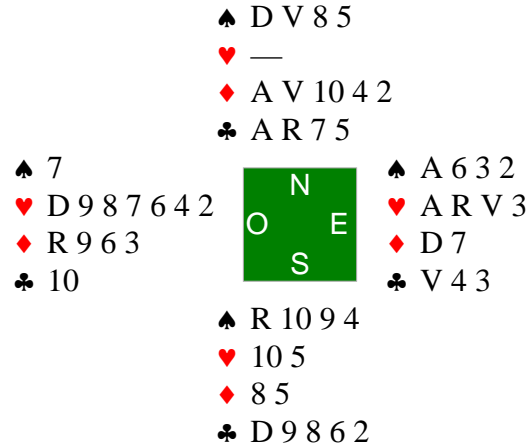 ♠ D V 8 5
♥ —
♦ A V 10 4 2
♣ A R 7 5
♠ 7
♥ D 9 8 7 6 4 2
♦ R 9 6 3
♣ 10
N
O E
S
♠ A 6 3 2
♥ A R V 3
♦ D 7
♣ V 4 3
♠ R 10 9 4
♥ 10 5
♦ 8 5
♣ D 9 8 6 2